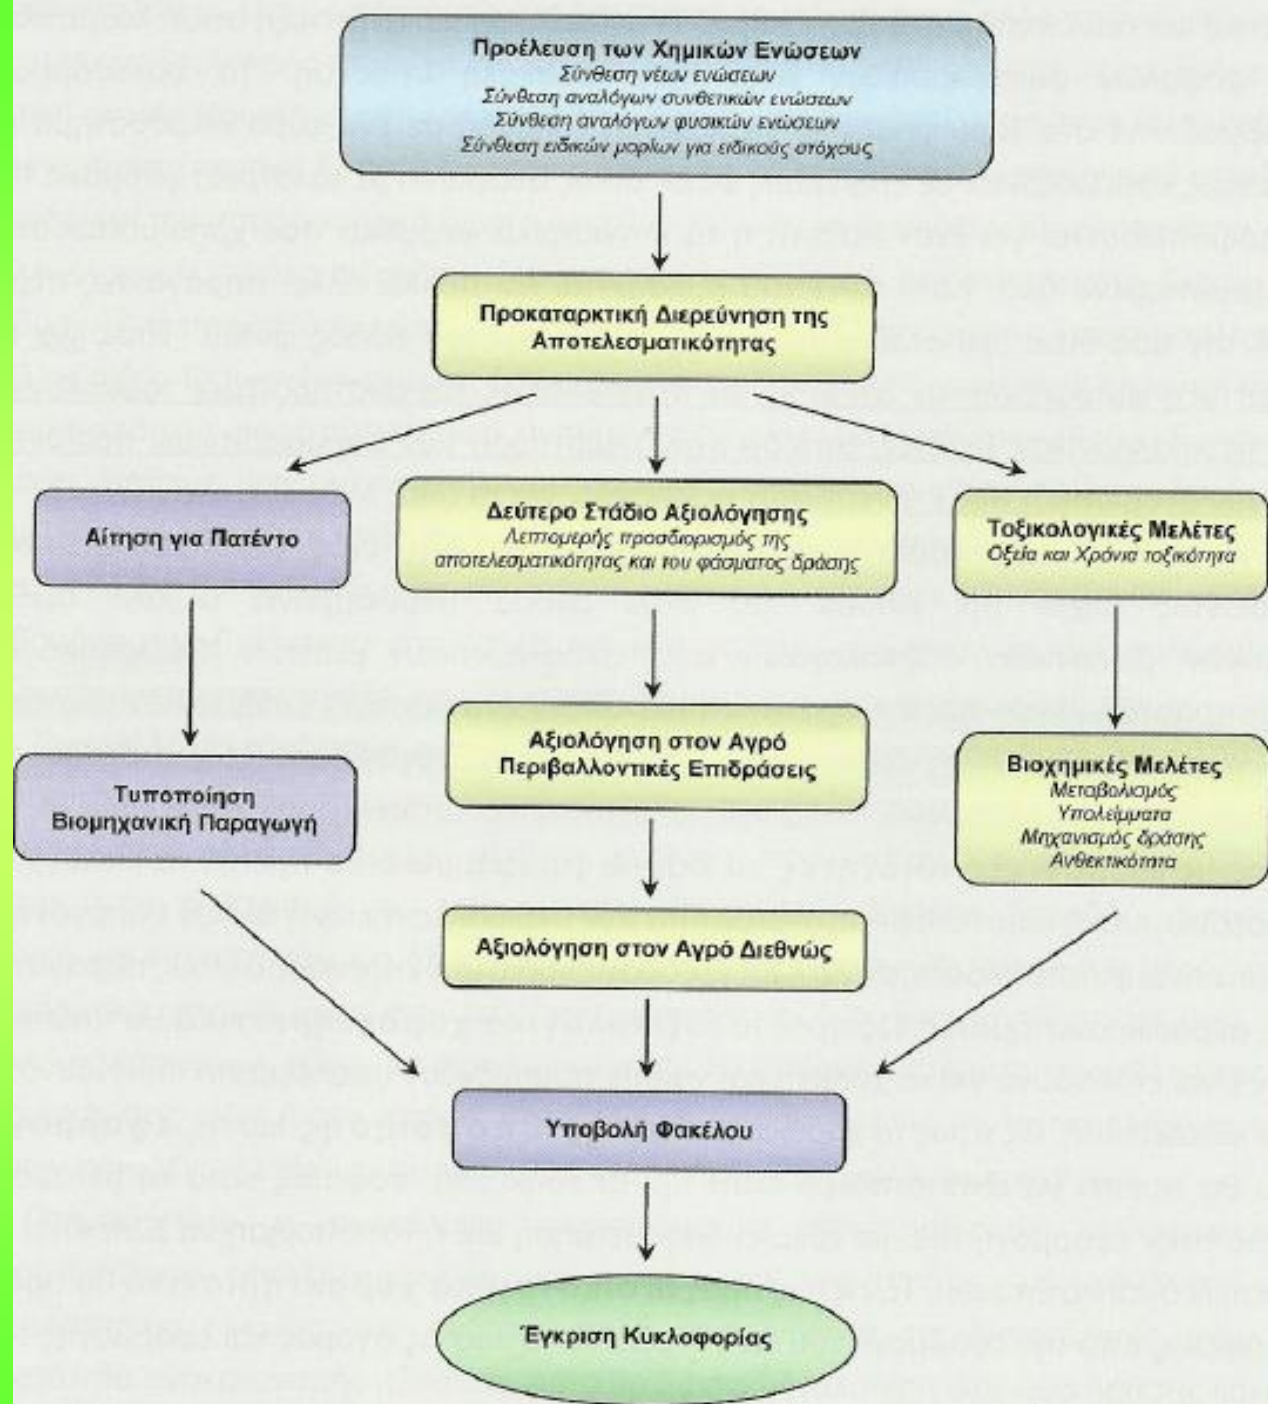 Προέλευση των Χημικών Ενώσεων
Σύνθεση νέων ενώσεων
Σύνθεση αναλόγων συνθετικών ενώσεων
Σύνθεση αναλόγων φυσικών ενώσεων
Σύνθεση ειδικών μορίων για ειδικούς στόχους
Προκαταρκτική Διερεύνηση της
Αποτελεσματικότητας
Αίτηση για Πατέντο
Δεύτερο Στάδιο Αξιολόγησης
Λεπτομερής προσδιορισμός της
αποτελεσματικότητας και του φάσματος δράσης
Τοξικολογικές Μελέτες
Οξεία και Χρόνια τοξικότητα
Τυποποίηση
Βιομηχανική Παραγωγή
Αξιολόγηση στον Αγρό
Περιβαλλοντικές Επιδράσεις
Βιοχημικές Μελέτες
Μεταβολισμός
Υπολείμματα
Μηχανισμός δράσης
Ανθεκτικότητα
Αξιολόγηση στον Αγρό Διεθνώς
Υποβολή Φακέλου
Έγκριση Κυκλοφορίας